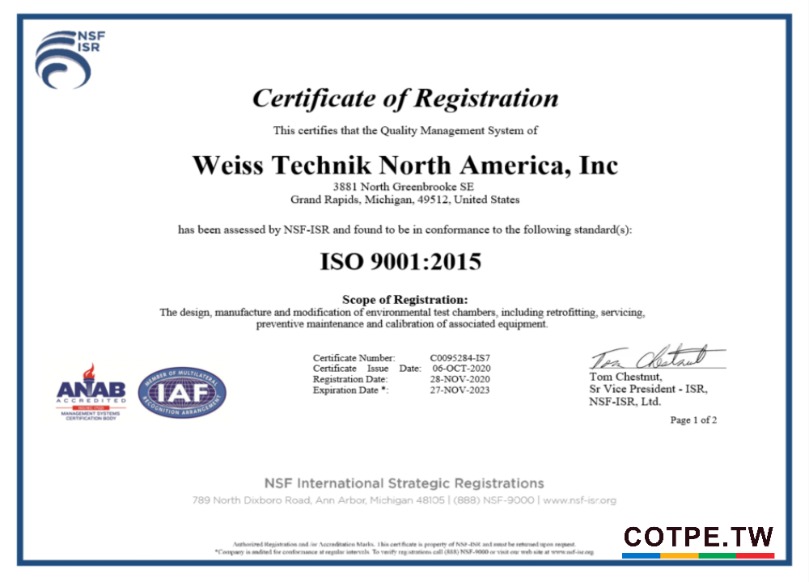 NSF
ISR
Certificate of Registration
This certifies that the Quality Management System of
Weiss Technik North America, Inc
3881 North Greenbrooke SE
Grand Rapids, Michigan, 49512, United States
has been assessed by NSF-ISR and found to be in conformance to the following standard(s):
ISO 9001:2015
Scope of Registration:
The design, manufacture and modification of environmental test chambers, including retrofitting, servicing,
preventive maintenance and calibration of associated equipment.
Certificate Number: C0095284-IS7
Certificate Issue Date: 06-OCT-2020
Registration Date: 28-NOV-2020
Expiration Date *: 27-NOV-2023
ANAB
ACCREDITED
MANAGEMENT SYSTEMS
CERTIFICATION BODY
MEMBER OF MULTILATERAL
IAF
RECOGNITION ARRANGEMENT
Tom Chestnut
Tom Chestnut,
Sr Vice President - ISR,
NSF-ISR, Ltd.
Page 1 of 2
NSF International Strategic Registrations
789 North Dixboro Road, Ann Arbor, Michigan 48105 | (888) NSF-9000 | www.nsf-isr.org
Authorized Registration and /or Accreditation Marks. This certificate is property of NSF-ISR and must be returned upon request.
*Company is audited for conformance at regular intervals. To verify registrations call (888) NSF-9000 or visit our web site at www.nsf-isr.org
COTPE.TW